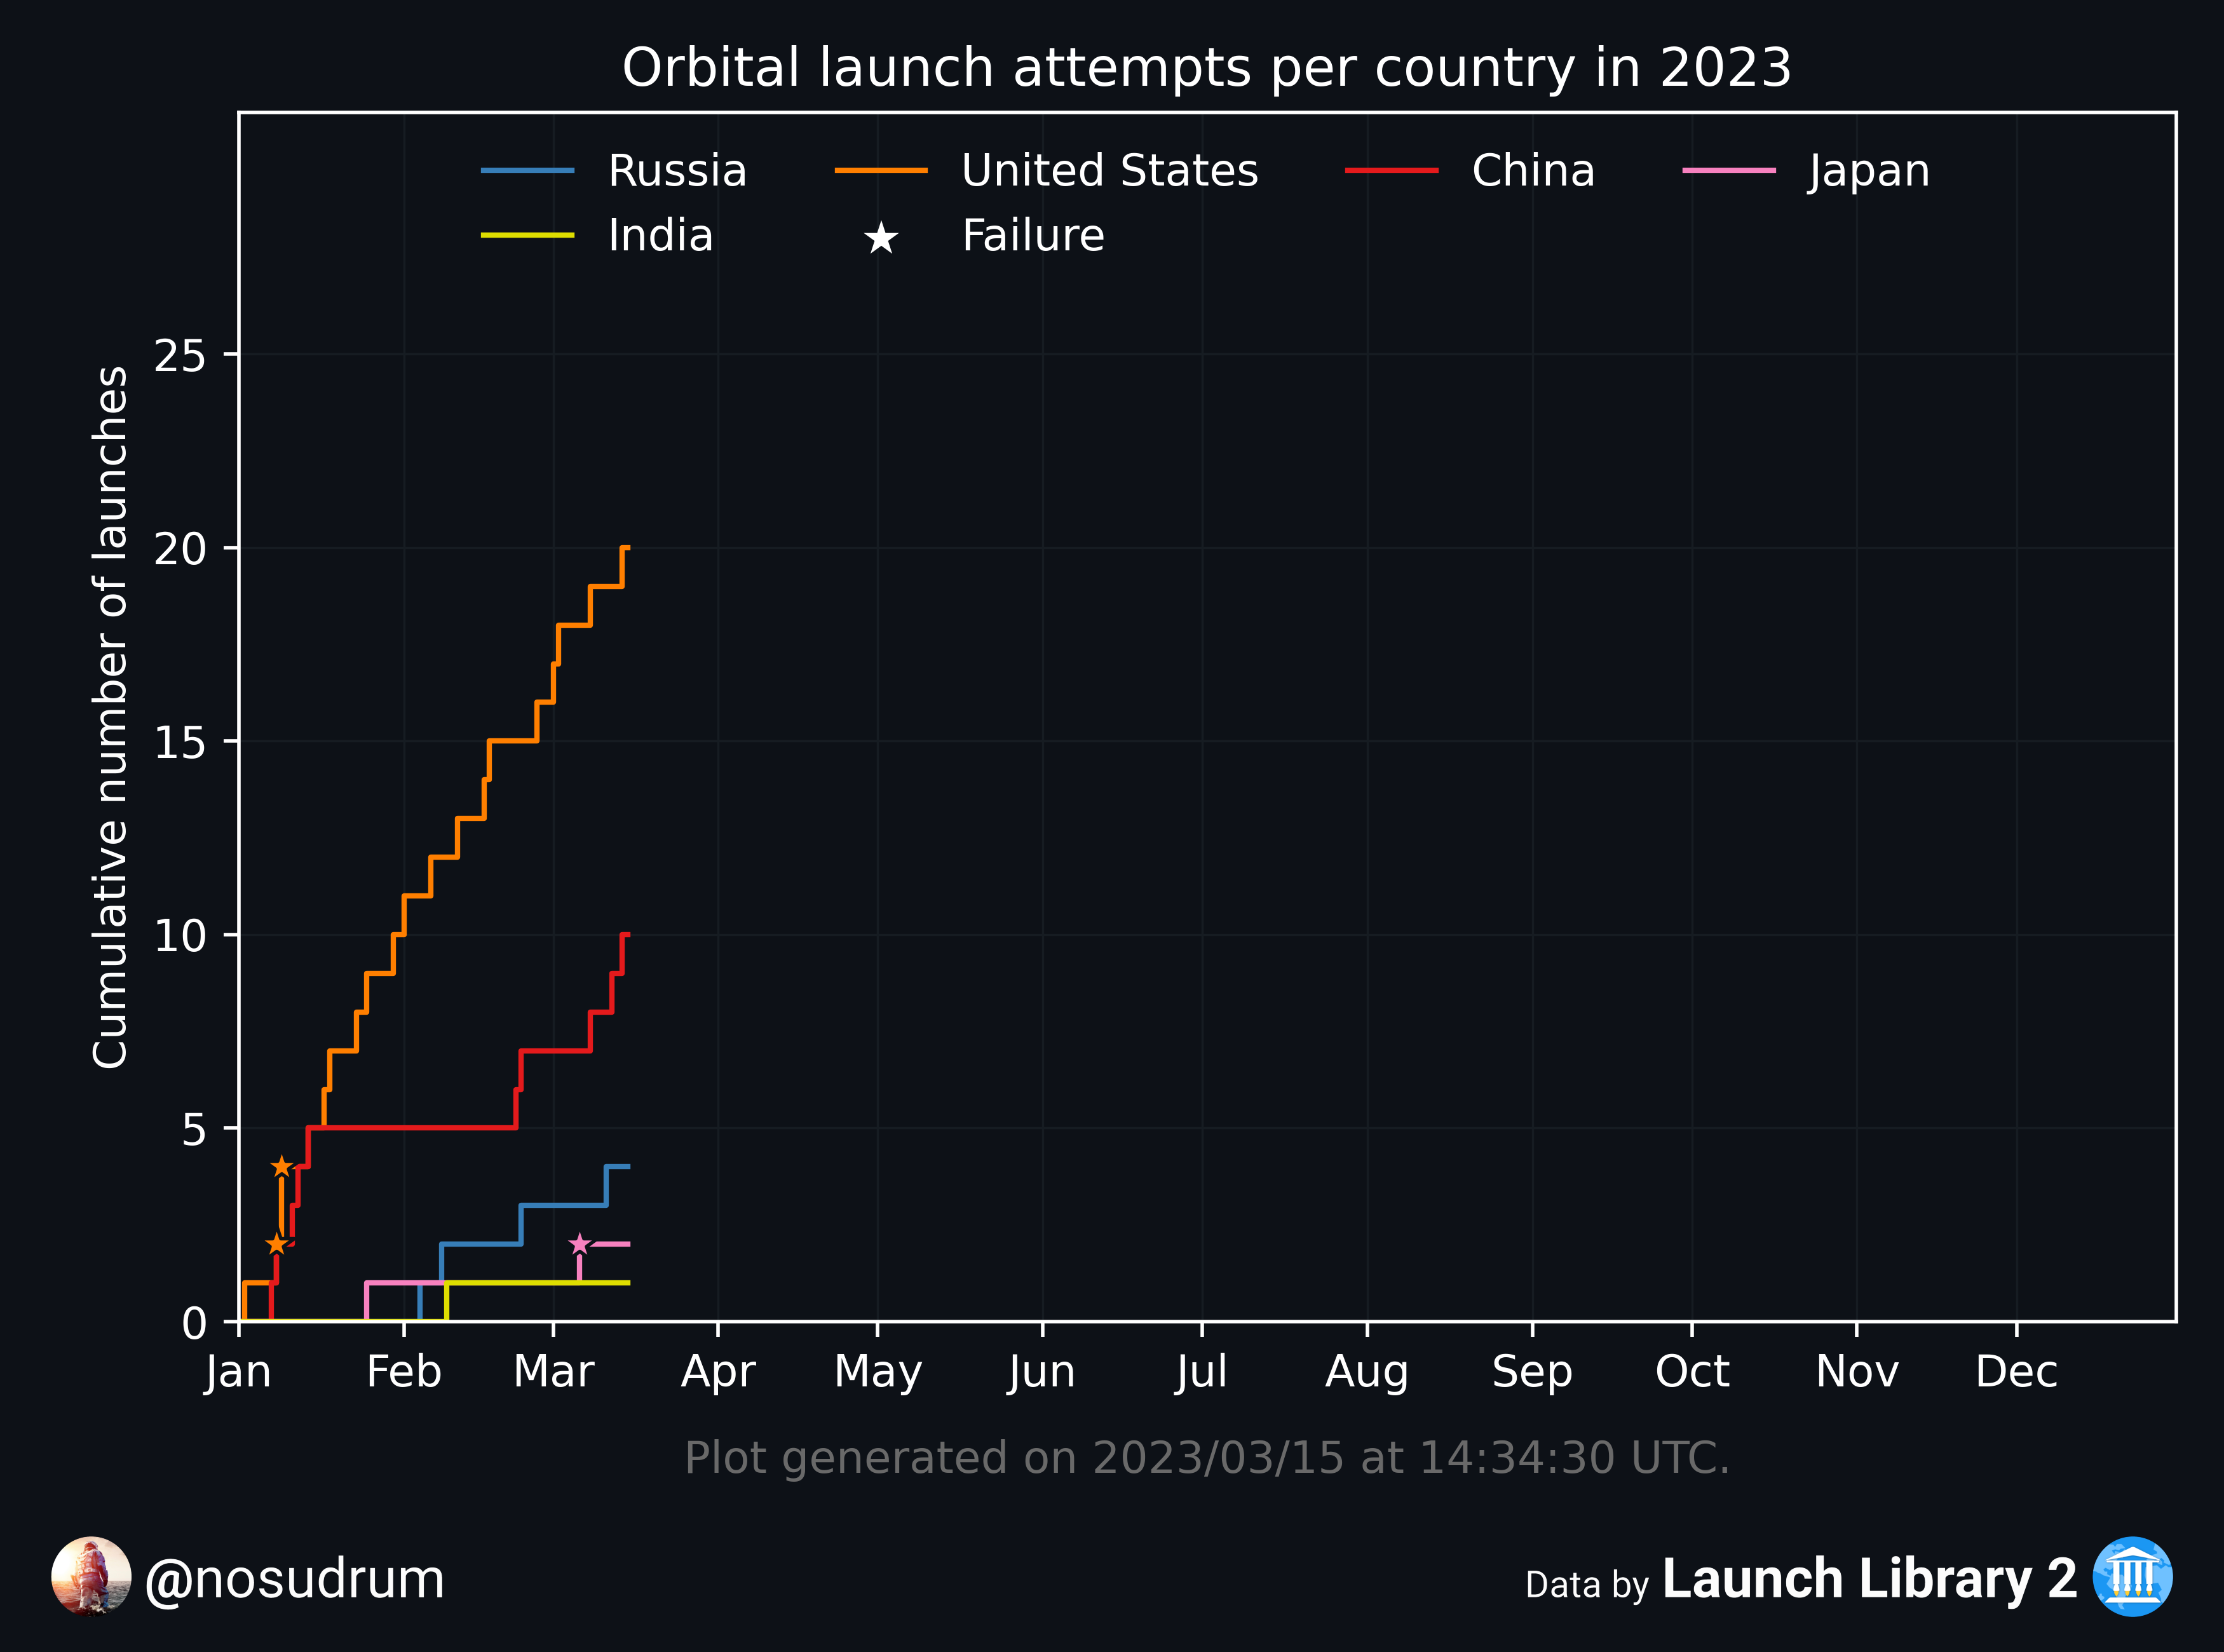 Orbital launch attempts per country in 2023
Russia United States China Japan
India Failure
Cumulative number of launches
25
20
15
10
5
0
Jan Feb Mar Apr May Jun Jul Aug Sep Oct Nov Dec
Plot generated on 2023/03/15 at 14:34:30 UTC.
@nosudrum
Data by Launch Library 2